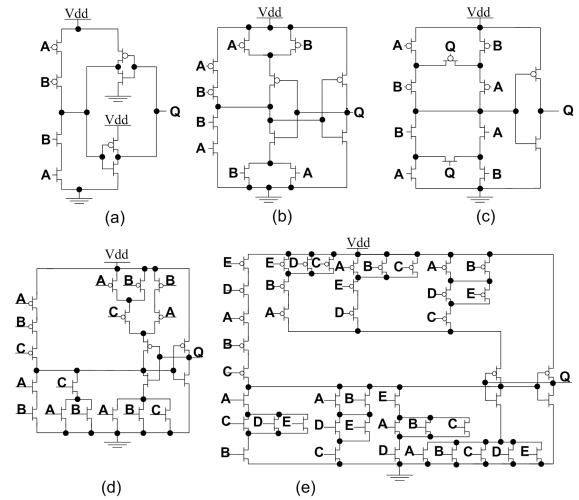 Vdd Vdd Vdd
A A B A B
Q
B A B A
Vdd Q Q Q
B B B A
A A B A Q B
(a) (b) (c)
Vdd Vdd
A B B E D C A B C A B
A E
B C A D B E D E
C A D C
B
Q Q
C C
A C A B E
A B A B A B C C D E D E A B C
B C D A B C D E
(d) (e)